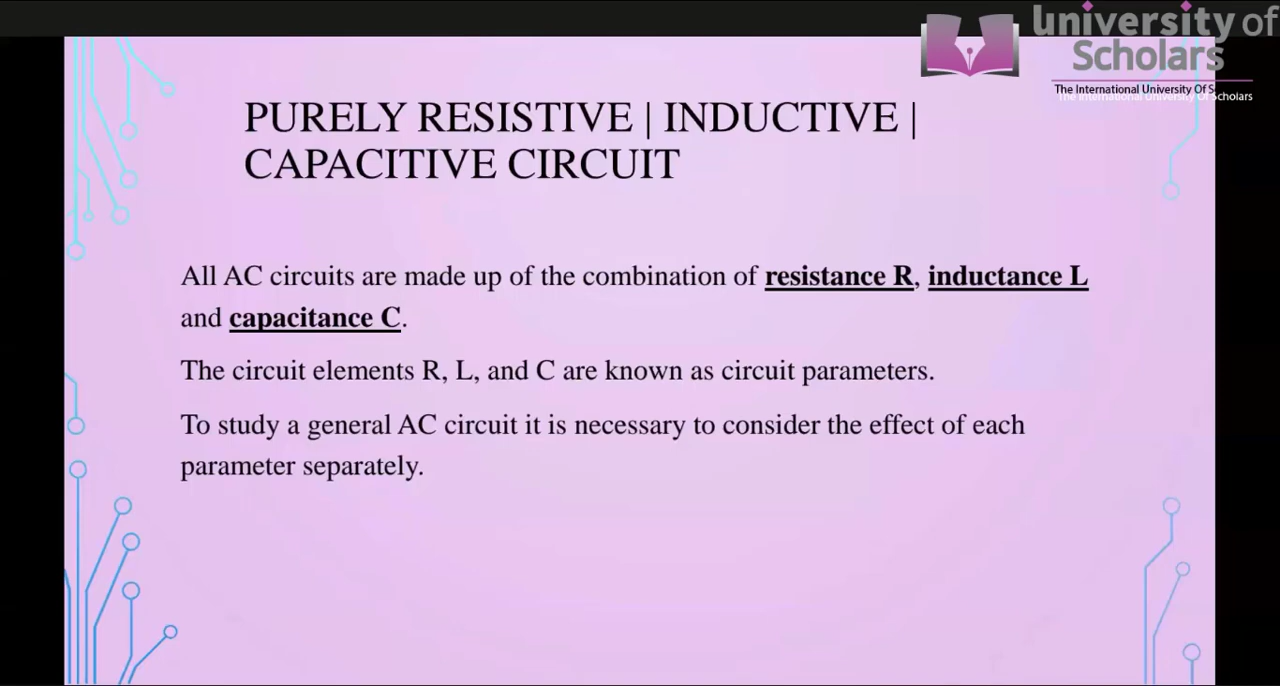 university of
Scholars
The International University Of Scholars
PURELY RESISTIVE | INDUCTIVE |
CAPACITIVE CIRCUIT
All AC circuits are made up of the combination of resistance R, inductance L
and capacitance C.
The circuit elements R, L, and C are known as circuit parameters.
To study a general AC circuit it is necessary to consider the effect of each
parameter separately.